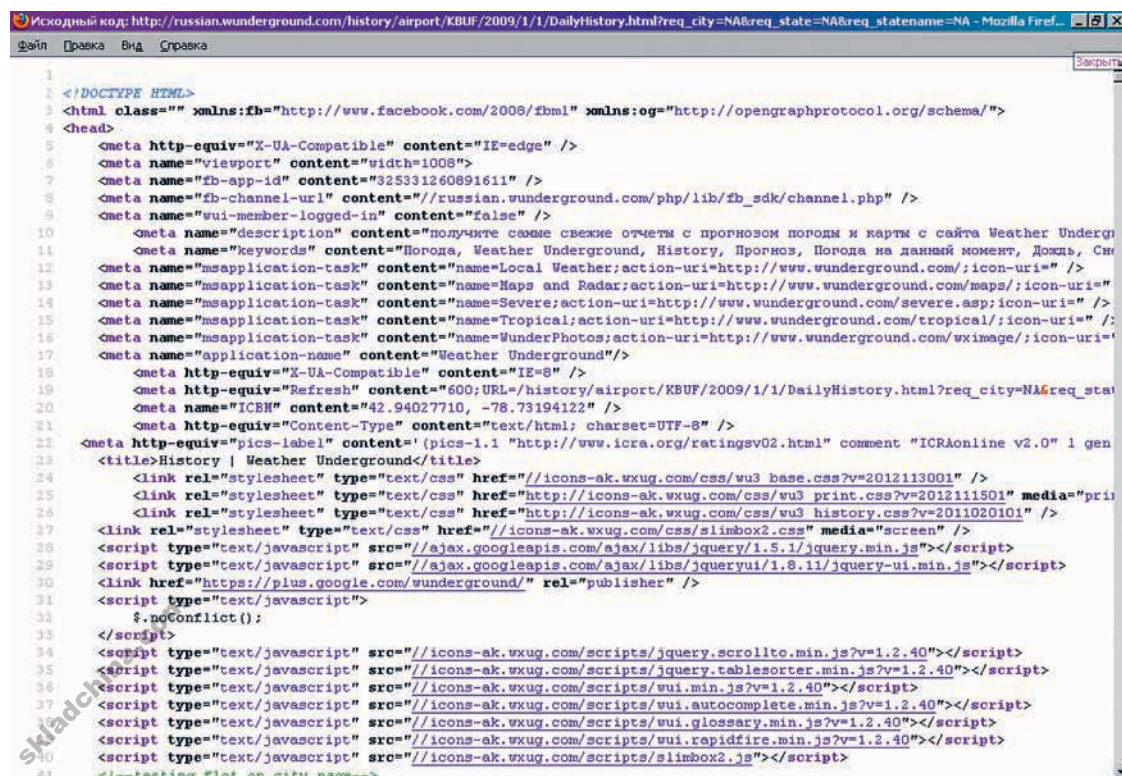 Исходный код: http://russian.wunderground.com/history/airport/KBUF/2009/1/1/DailyHistory.html?req_city=NA&req_state=NA&req_statename=NA - Mozilla Firef...
Файл Правка Вид Справка
Закрыть
1
2 <!DOCTYPE HTML>
3 <html class="" xmlns:fb="http://www.facebook.com/2008/fbml" xmlns:og="http://opengraphprotocol.org/schema/">
4 <head>
5 <meta http-equiv="X-UA-Compatible" content="IE=edge" />
6 <meta name="viewport" content="width=1008">
7 <meta name="fb-app-id" content="325331260891611" />
8 <meta name="fb-channel-url" content="//russian.wunderground.com/php/lib/fb_sdk/channel.php" />
9 <meta name="wui-member-logged-in" content="false" />
10 <meta name="description" content="получите самые свежие отчеты с прогнозом погоды и карты с сайта Weather Undergr
11 <meta name="keywords" content="Погода, Weather Underground, History, Прогноз, Погода на данный момент, Дождь, Сне
12 <meta name="msapplication-task" content="name=Local Weather;action-uri=http://www.wunderground.com/;icon-uri=" />
13 <meta name="msapplication-task" content="name=Maps and Radar;action-uri=http://www.wunderground.com/maps/;icon-uri="
14 <meta name="msapplication-task" content="name=Severe;action-uri=http://www.wunderground.com/severe.asp;icon-uri=" />
15 <meta name="msapplication-task" content="name=Tropical;action-uri=http://www.wunderground.com/tropical/;icon-uri=" />
16 <meta name="msapplication-task" content="name=WunderPhotos;action-uri=http://www.wunderground.com/wximage/;icon-uri="
17 <meta name="application-name" content="Weather Underground"/>
18 <meta http-equiv="X-UA-Compatible" content="IE=8" />
19 <meta http-equiv="Refresh" content="600;URL=/history/airport/KBUF/2009/1/1/DailyHistory.html?req_city=NA&req_stat
20 <meta name="ICBM" content="42.94027710, -78.73194122" />
21 <meta http-equiv="Content-Type" content="text/html; charset=UTF-8" />
22 <meta http-equiv="pics-label" content='(pics-1.1 "http://www.icra.org/ratingsv02.html" comment "ICRAonline v2.0" l gen
23 <title>History | Weather Underground</title>
24 <link rel="stylesheet" type="text/css" href="//icons-ak.wxug.com/css/wu3_base.css?v=2012113001" />
25 <link rel="stylesheet" type="text/css" href="http://icons-ak.wxug.com/css/wu3_print.css?v=2012111501" media="prin
26 <link rel="stylesheet" type="text/css" href="http://icons-ak.wxug.com/css/wu3_history.css?v=2011020101" />
27 <link rel="stylesheet" type="text/css" href="//icons-ak.wxug.com/css/slimbox2.css" media="screen" />
28 <script type="text/javascript" src="//ajax.googleapis.com/ajax/libs/jquery/1.5.1/jquery.min.js"></script>
29 <script type="text/javascript" src="//ajax.googleapis.com/ajax/libs/jqueryui/1.8.11/jquery-ui.min.js"></script>
30 <link href="https://plus.google.com/wunderground/" rel="publisher" />
31 <script type="text/javascript">
32 $.noConflict();
33 </script>
34 <script type="text/javascript" src="//icons-ak.wxug.com/scripts/jquery.scrollto.min.js?v=1.2.40"></script>
35 <script type="text/javascript" src="//icons-ak.wxug.com/scripts/jquery.tablesorter.min.js?v=1.2.40"></script>
36 <script type="text/javascript" src="//icons-ak.wxug.com/scripts/wui.min.js?v=1.2.40"></script>
37 <script type="text/javascript" src="//icons-ak.wxug.com/scripts/wui.autocomplete.min.js?v=1.2.40"></script>
38 <script type="text/javascript" src="//icons-ak.wxug.com/scripts/wui.glossary.min.js?v=1.2.40"></script>
39 <script type="text/javascript" src="//icons-ak.wxug.com/scripts/wui.rapidfire.min.js?v=1.2.40"></script>
40 <script type="text/javascript" src="//icons-ak.wxug.com/scripts/slimbox2.js"></script>
41 <!--testing flat on city name-->
skladchina.com